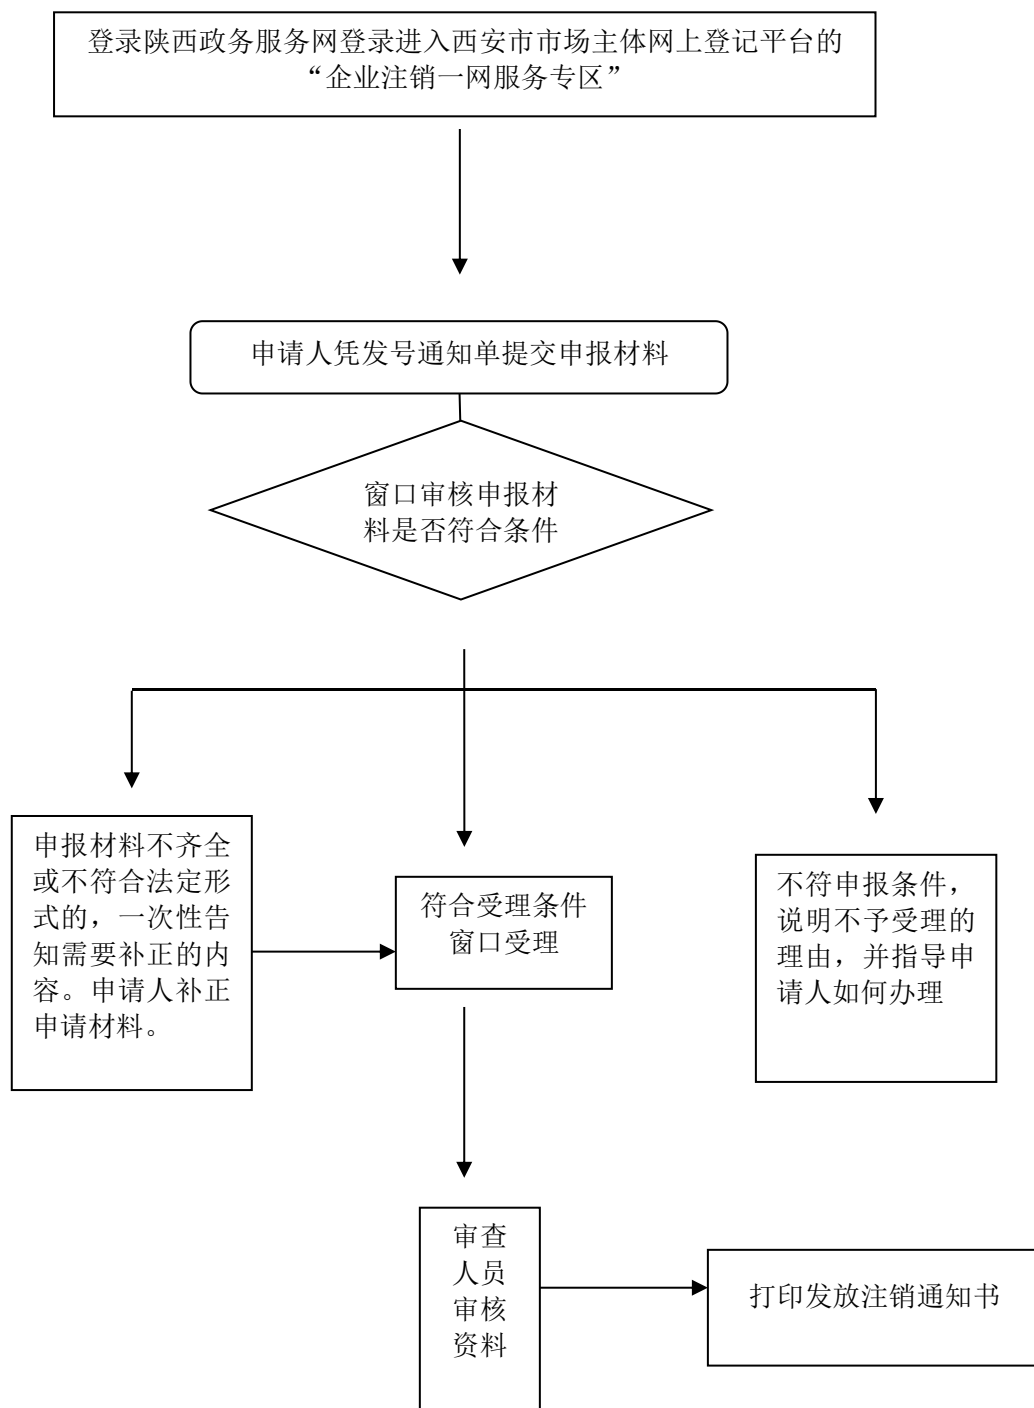 登录陕西政务服务网登录进入西安市市场主体网上登记平台的
“企业注销一网服务专区”
申请人凭发号通知单提交申报材料
窗口审核申报材
料是否符合条件
申报材料不齐全
或不符合法定形
式的，一次性告
知需要补正的内
容。申请人补正
申请材料。
符合受理条件
窗口受理
不符申报条件，
说明不予受理的
理由，并指导申
请人如何办理
审查
人员
审核
资料
打印发放注销通知书